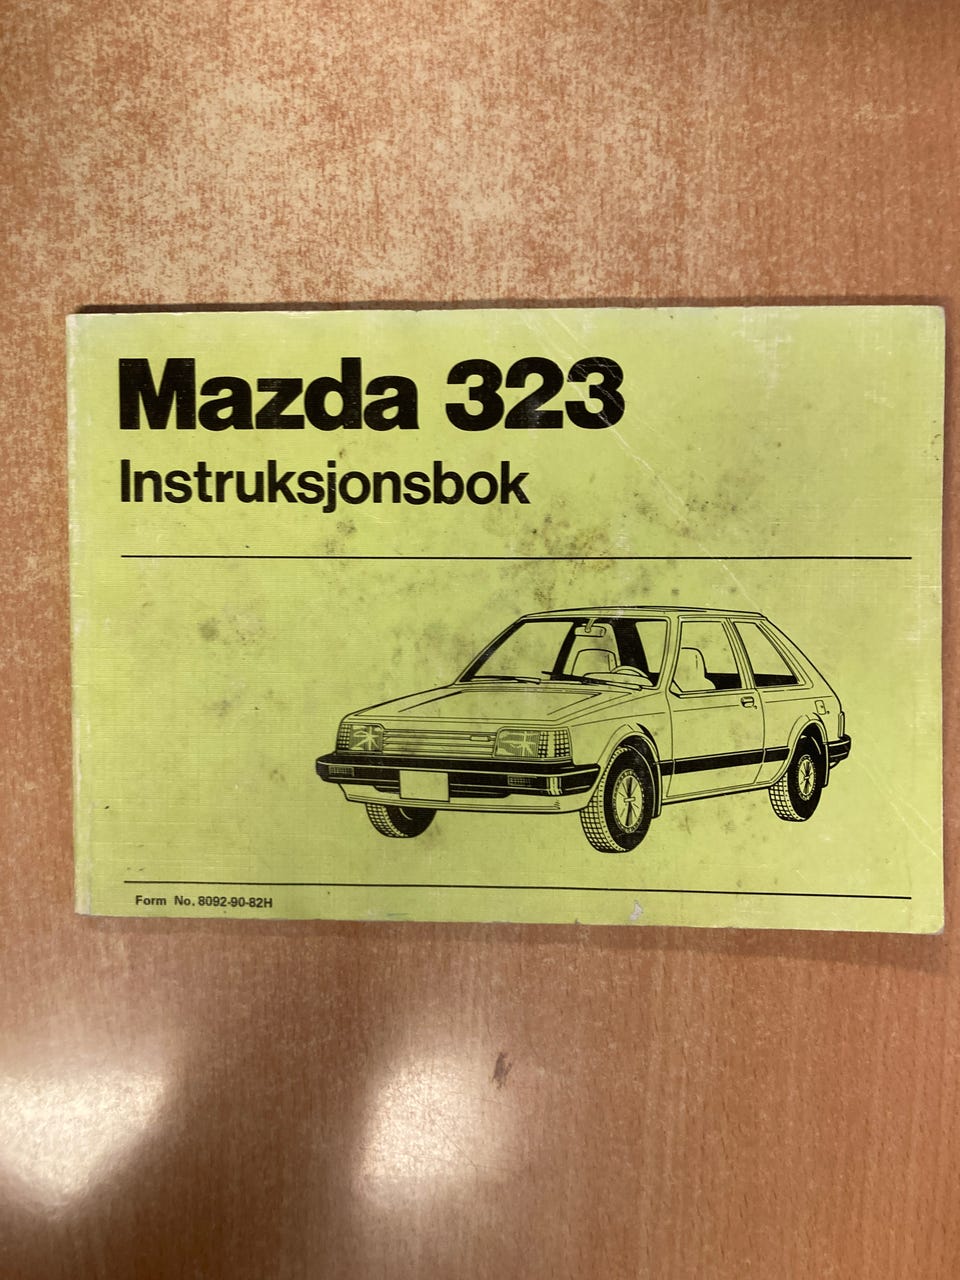 Mazda 323
Instruksjonsbok
Form No. 8092-90-82H